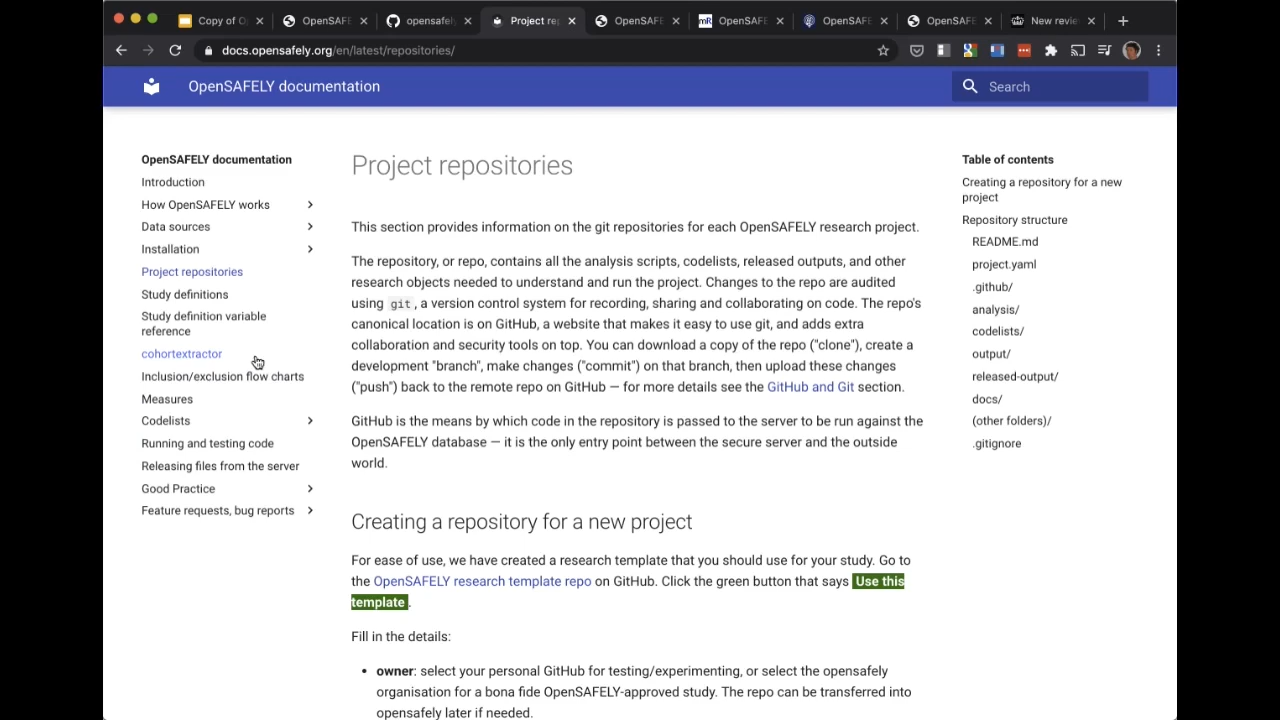 Copy of O
OpenSAFE
opensafely
Project rep
OpenSAFE
OpenSAFE
OpenSAFE
OpenSAFE
New revie
docs.opensafely.org/en/latest/repositories/
OpenSAFELY documentation
Search
OpenSAFELY documentation
Introduction
How OpenSAFELY works
Data sources
Installation
Project repositories
Study definitions
Study definition variable
reference
cohortextractor
Inclusion/exclusion flow charts
Measures
Codelists
Running and testing code
Releasing files from the server
Good Practice
Feature requests, bug reports
Project repositories
This section provides information on the git repositories for each OpenSAFELY research project.
The repository, or repo, contains all the analysis scripts, codelists, released outputs, and other
research objects needed to understand and run the project. Changes to the repo are audited
using git, a version control system for recording, sharing and collaborating on code. The repo's
canonical location is on GitHub, a website that makes it easy to use git, and adds extra
collaboration and security tools on top. You can download a copy of the repo ("clone"), create a
development "branch", make changes ("commit") on that branch, then upload these changes
("push") back to the remote repo on GitHub — for more details see the GitHub and Git section.
GitHub is the means by which code in the repository is passed to the server to be run against the
OpenSAFELY database — it is the only entry point between the secure server and the outside
world.
Creating a repository for a new project
For ease of use, we have created a research template that you should use for your study. Go to
the OpenSAFELY research template repo on GitHub. Click the green button that says Use this
template.
Fill in the details:
• owner: select your personal GitHub for testing/experimenting, or select the opensafely
organisation for a bona fide OpenSAFELY-approved study. The repo can be transferred into
opensafely later if needed.
Table of contents
Creating a repository for a new
project
Repository structure
README.md
project.yaml
.github/
analysis/
codelists/
output/
released-output/
docs/
(other folders)/
.gitignore